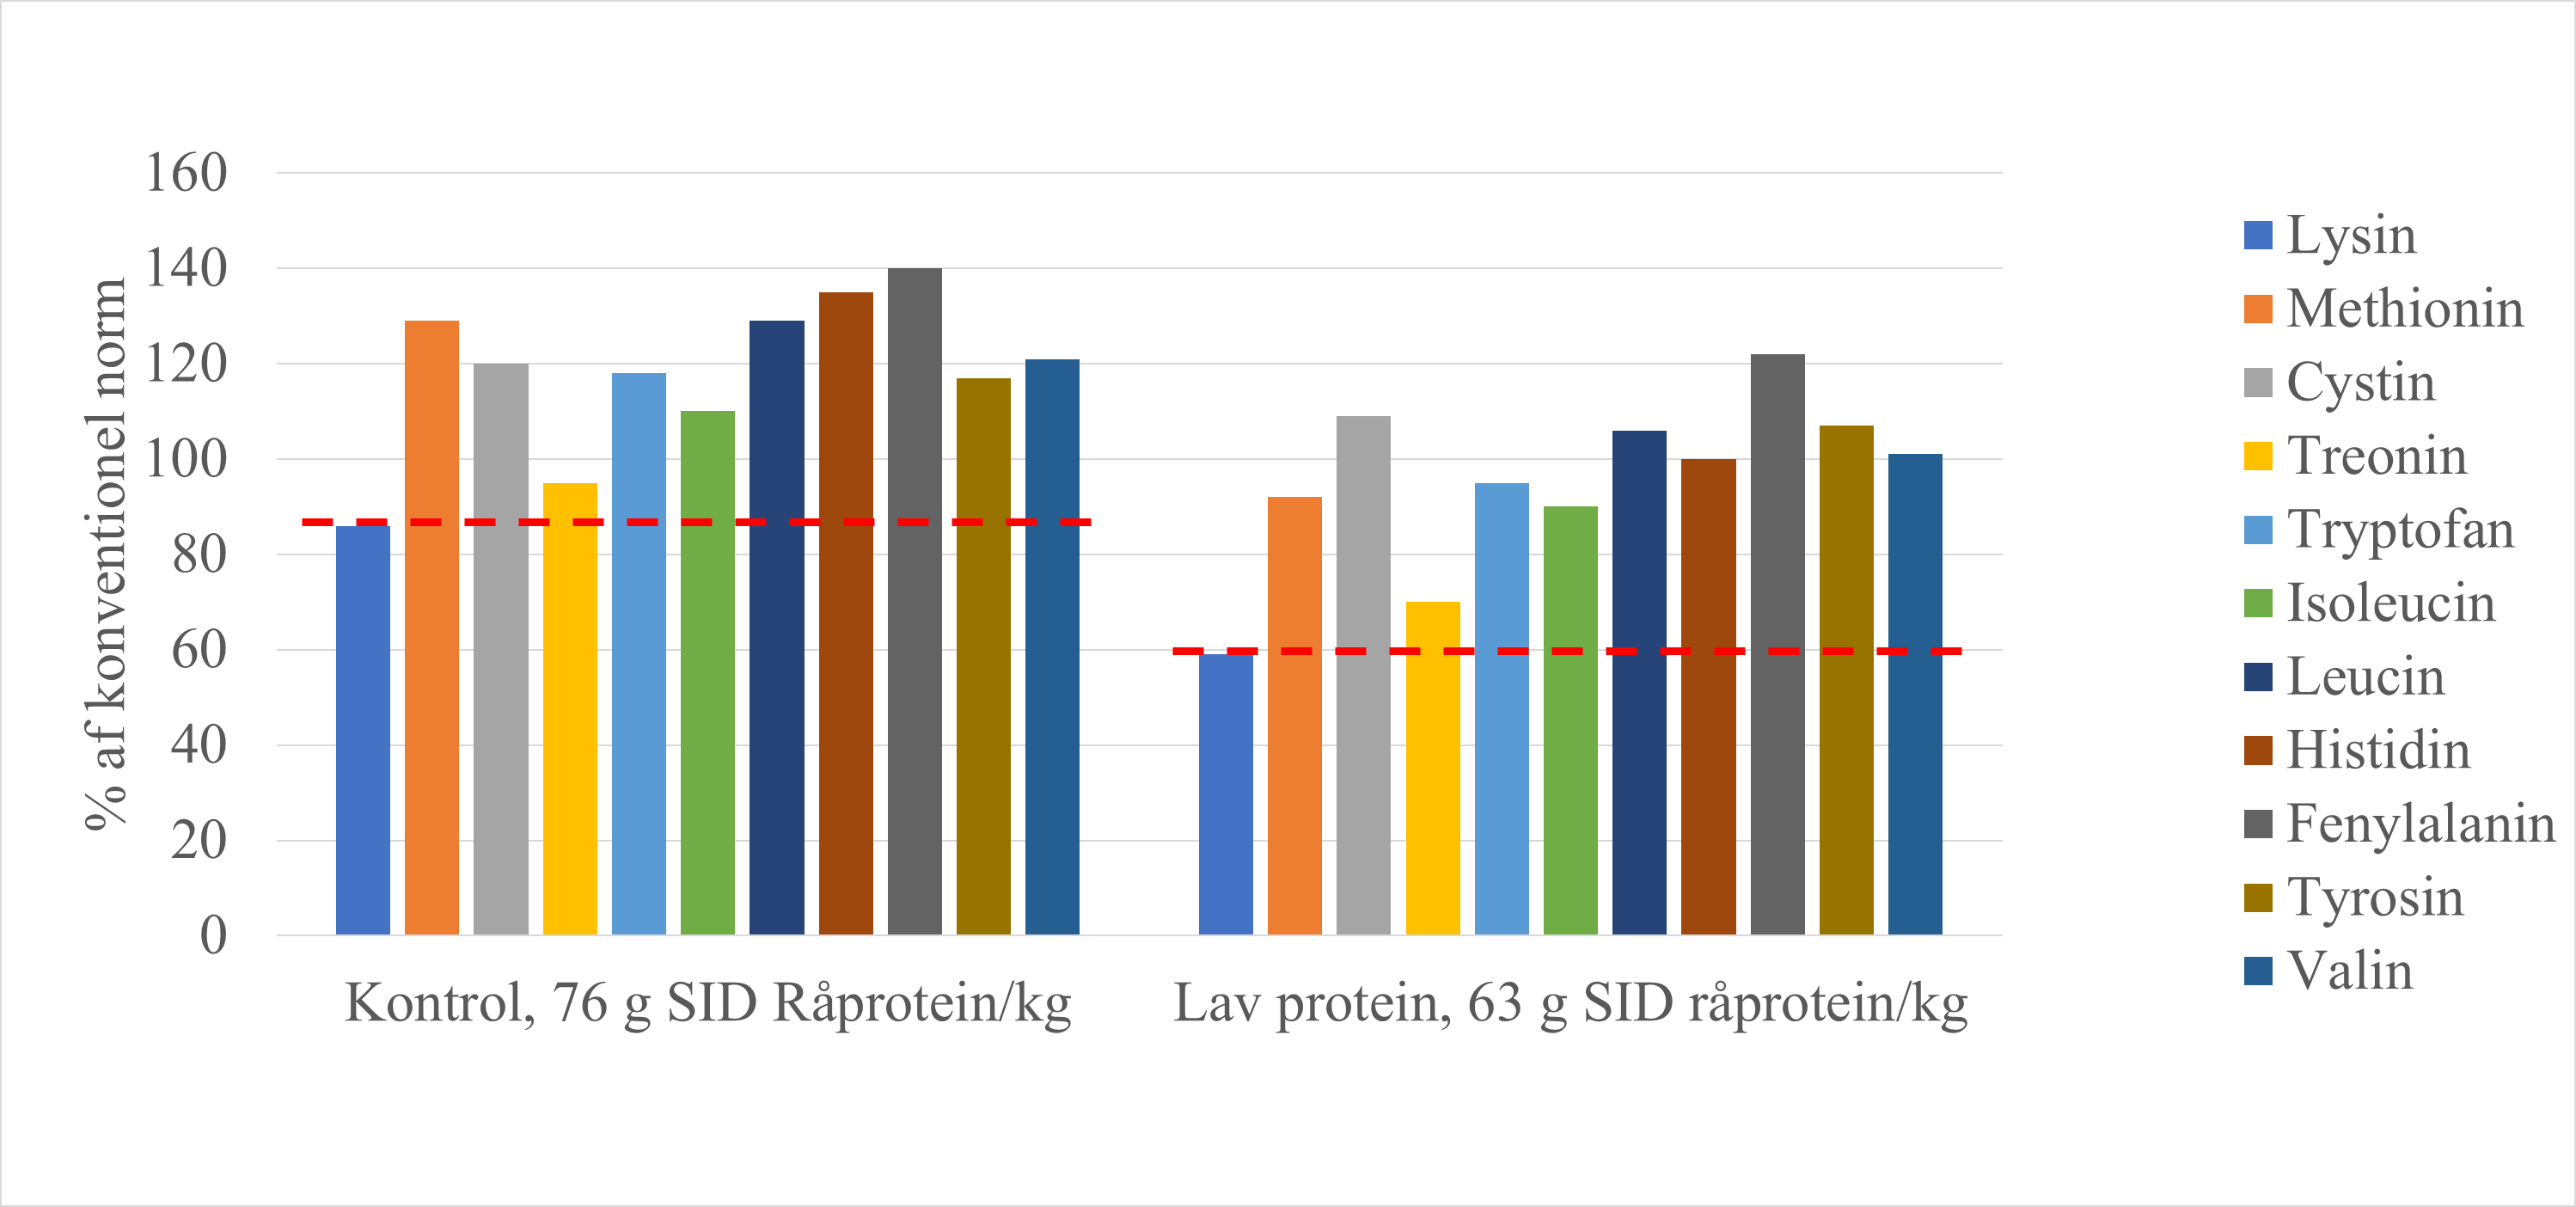 % af konventionel norm
160
140
120
100
80
60
40
20
0
Kontrol, 76 g SID Råprotein/kg
Lav protein, 63 g SID råprotein/kg
Lysin
Methionin
Cystin
Treonin
Tryptofan
Isoleucin
Leucin
Histidin
Fenylalanin
Tyrosin
Valin